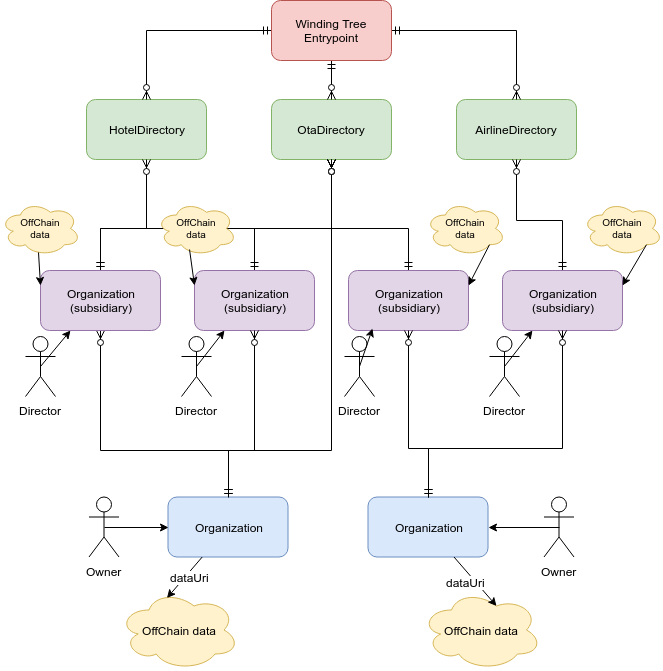 Winding Tree
Entrypoint
HotelDirectory
OtaDirectory
AirlineDirectory
OffChain
data
OffChain
data
OffChain
data
OffChain
data
Organization
(subsidiary)
Organization
(subsidiary)
Organization
(subsidiary)
Organization
(subsidiary)
Director
Director
Director
Director
Organization
Organization
Owner
Owner
dataUri
dataUri
OffChain data
OffChain data